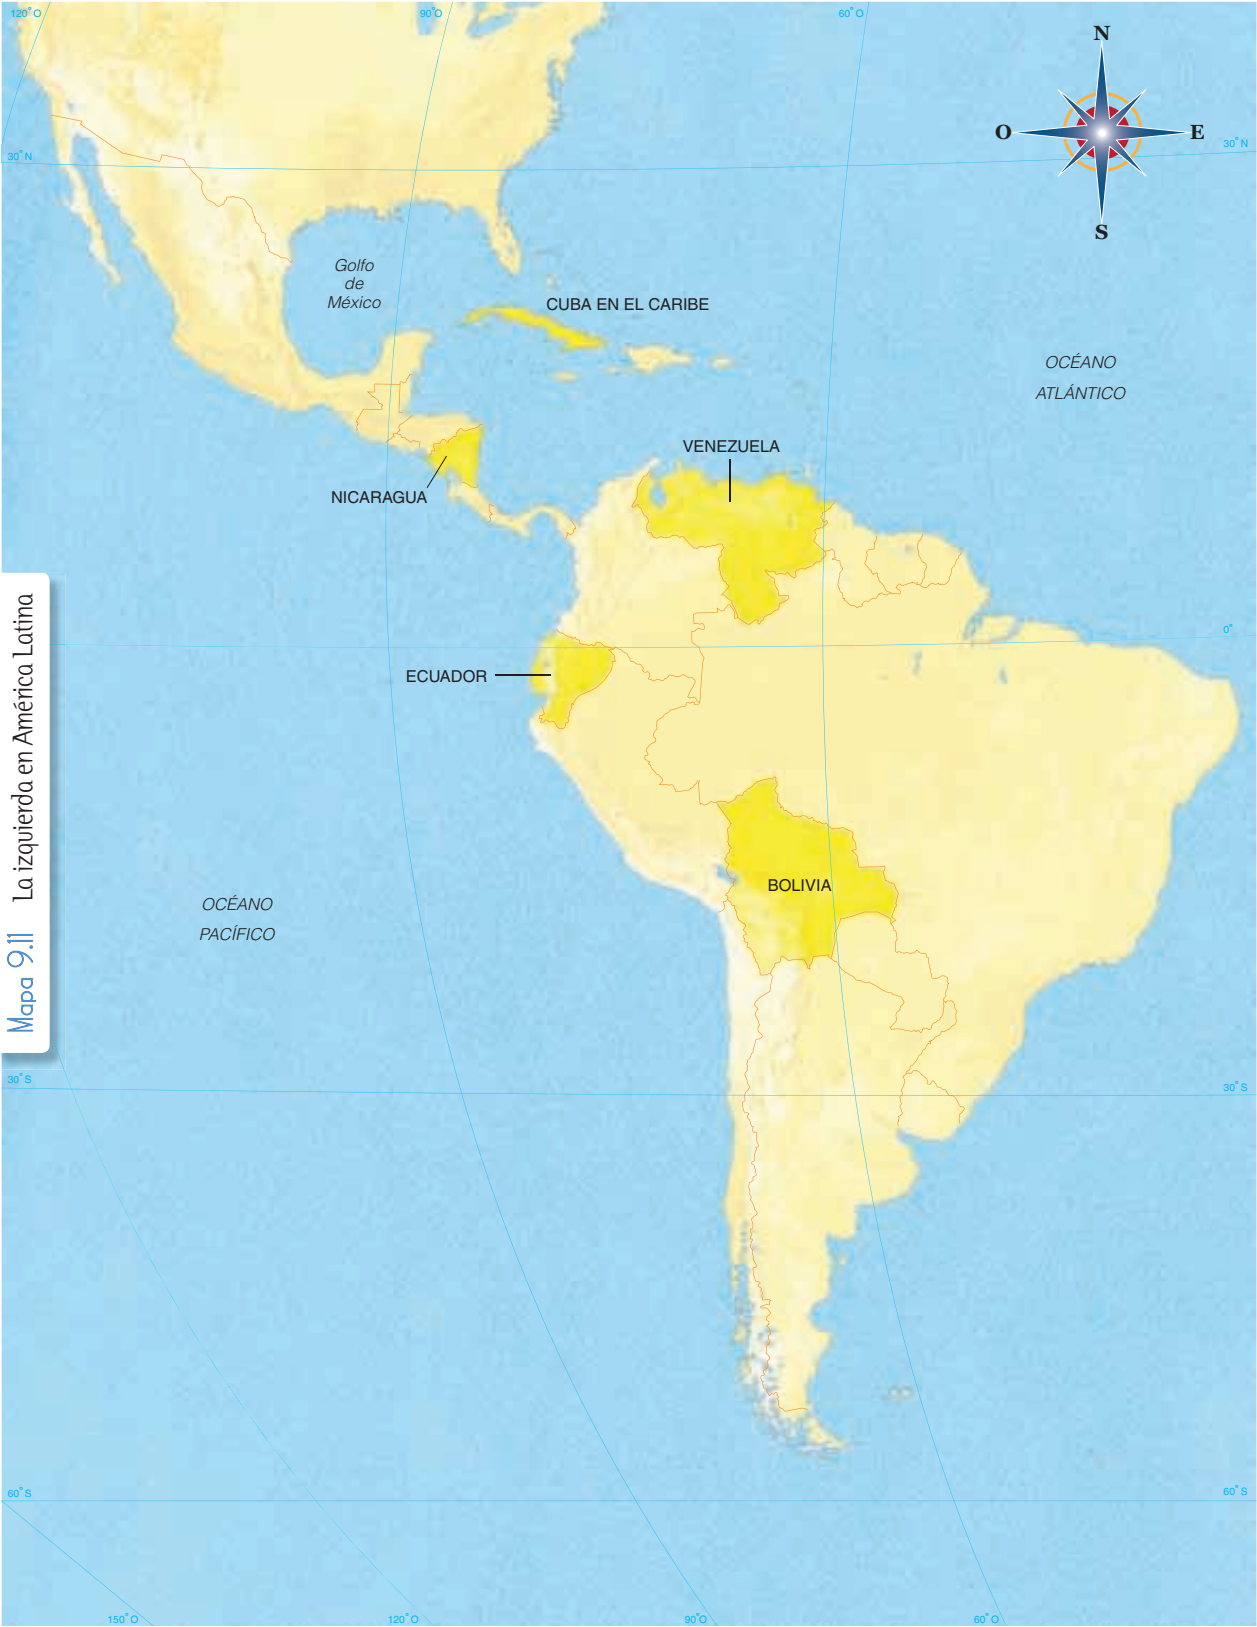 120° O
90° O
60° O
N
O
E
S
30° N
30° N
Golfo
de
México
CUBA EN EL CARIBE
OCÉANO
ATLÁNTICO
VENEZUELA
NICARAGUA
0°
ECUADOR
Mapa 9.11 La izquierda en América Latina
BOLIVIA
OCÉANO
PACÍFICO
30° S
30° S
60° S
60° S
150° O
120° O
90° O
60° O